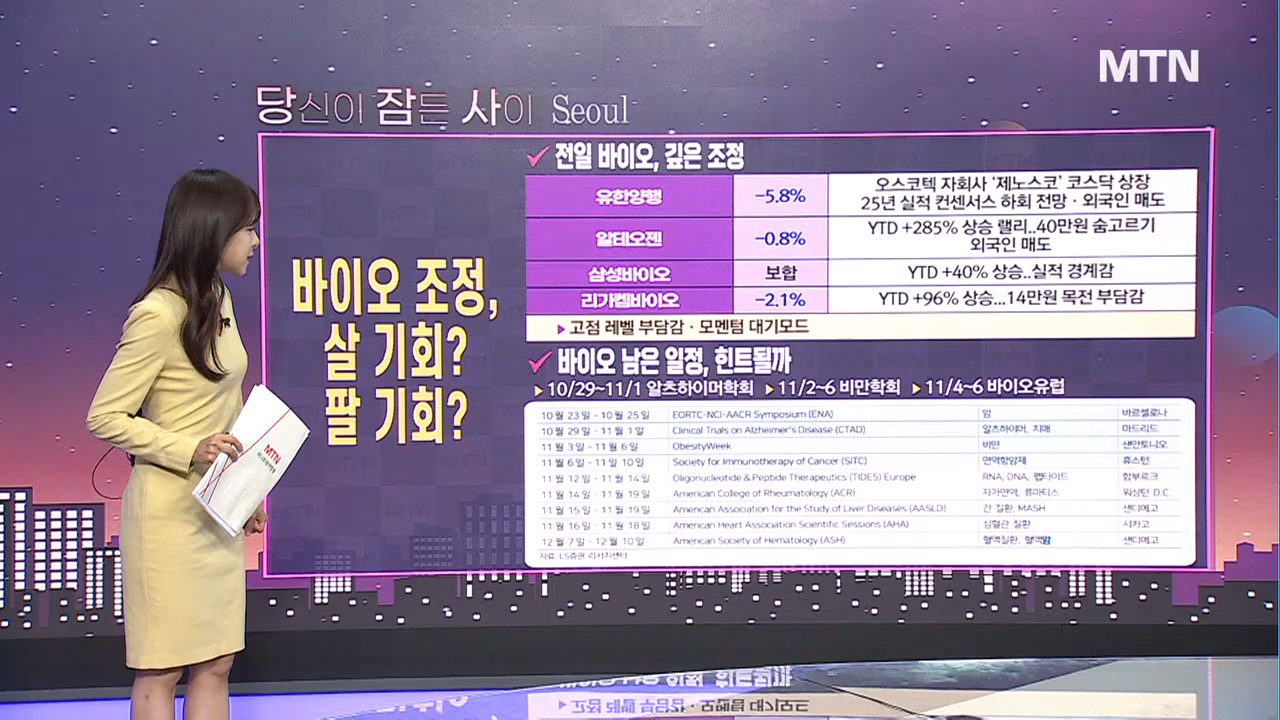 MTN
당신이 잠든 사이 Seoul
바이오 조정,
살 기회?
팔 기회?
전일 바이오, 깊은 조정
유한양행 -5.8% 오스코텍 자회사 '제노스코' 코스닥 상장
25년 실적 컨센서스 하회 전망·외국인 매도
알테오젠 -0.8% YTD +285% 상승 랠리..40만원 숨고르기
외국인 매도
삼성바이오 보합 YTD +40% 상승..실적 경계감
리가켐바이오 -2.1% YTD +96% 상승...14만원 목전 부담감
▶고점 레벨 부담감·모멘텀 대기모드
바이오 남은 일정, 힌트될까
▶10/29~11/1 알츠하이머학회 ▶11/2~6 비만학회 ▶11/4~6 바이오유럽
10월 23일 - 10월 25일 EORTC-NCI-AACR Symposium (ENA) 암 바르셀로나
10월 29일 - 11월 1일 Clinical Trials on Alzheimer's Disease (CTAD) 알츠하이머, 치매 마드리드
11월 3일 - 11월 6일 ObesityWeek 비만 샌안토니오
11월 6일 - 11일 10일 Society for Immunotherapy of Cancer (SITC) 면역항암제 휴스턴
11월 12일 - 11월 14일 Oligonucleotide & Peptide Therapeutics (TIDES) Europe RNA, DNA, 펩타이드 함부르크
11월 14일 - 11월 19일 American College of Rheumatology (ACR) 자가면역, 류마티스 워싱턴 D.C.
11월 15일 - 11월 19일 American Association for the Study of Liver Diseases (AASLD) 간 질환, MASH 샌디에고
11월 16일 - 11월 18일 American Heart Association Scientific Sessions (AHA) 심혈관 질환 시카고
12월 7일 - 12월 10일 American Society of Hematology (ASH) 혈액질환, 혈액암 샌디에고
자료: LS증권 리서치센터
MTN